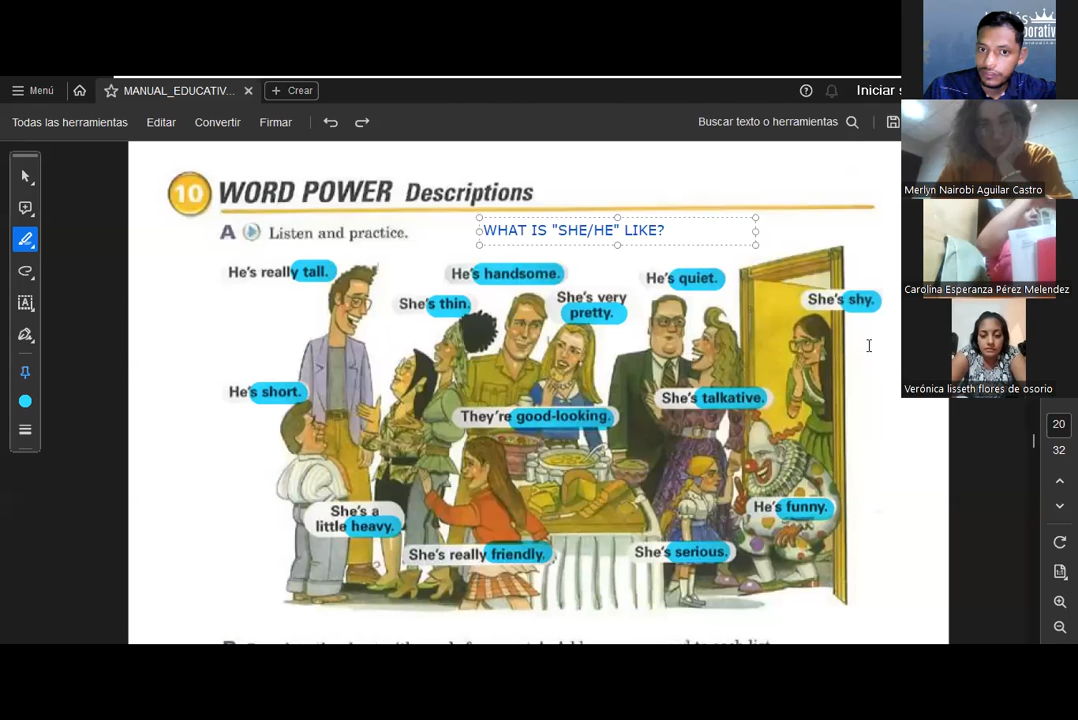 Menú
MANUAL_EDUCATIV...
Crear
Iniciar s
Todas las herramientas
Editar
Convertir
Firmar
Buscar texto o herramientas
10 WORD POWER Descriptions
A Listen and practice.
WHAT IS "SHE/HE" LIKE?
He's really tall.
He's handsome.
He's quiet.
She's thin.
She's very
pretty.
She's shy.
He's short.
They're good-looking.
She's talkative.
She's a
little heavy.
He's funny.
She's really friendly.
She's serious.
Merlyn Nairobi Aguilar Castro
Carolina Esperanza Pérez Melendez
Verónica lisseth flores de osorio
20
32